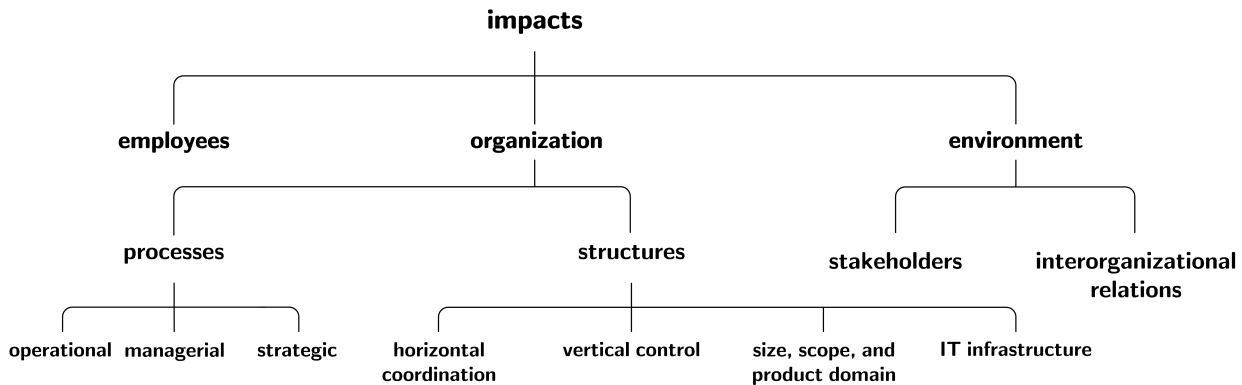 impacts
employees
organization
environment
processes
structures
stakeholders
interorganizational
relations
operational
managerial
strategic
horizontal
coordination
vertical control
size, scope, and
product domain
IT infrastructure